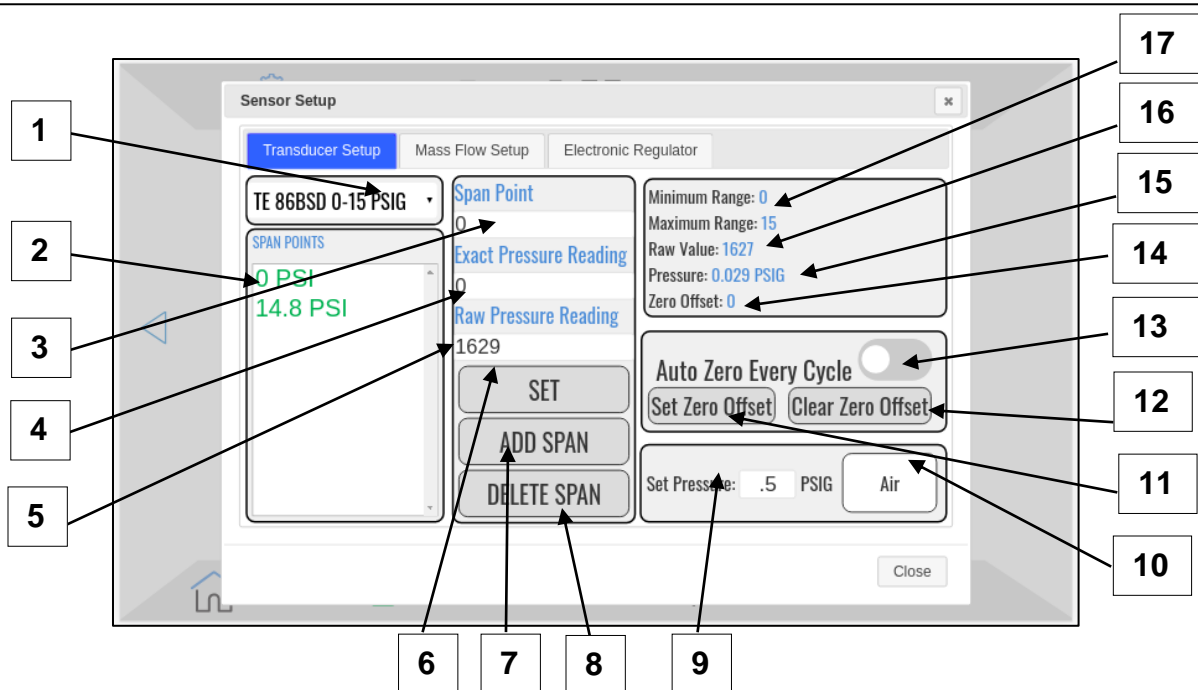 17
Sensor Setup
16
1
Transducer Setup Mass Flow Setup Electronic Regulator
15
TE 86BSD 0-15 PSIG
Span Point
0
Exact Pressure Reading
0
Raw Pressure Reading
1629
SET
ADD SPAN
DELETE SPAN
Minimum Range: 0
Maximum Range: 15
Raw Value: 1627
Pressure: 0.029 PSIG
Zero Offset: 0
2
SPAN POINTS
0 PSI
14.8 PSI
14
3
13
Auto Zero Every Cycle
Set Zero Offset Clear Zero Offset
12
4
Set Pressure: .5 PSIG Air
11
5
Close
10
6
7
8
9